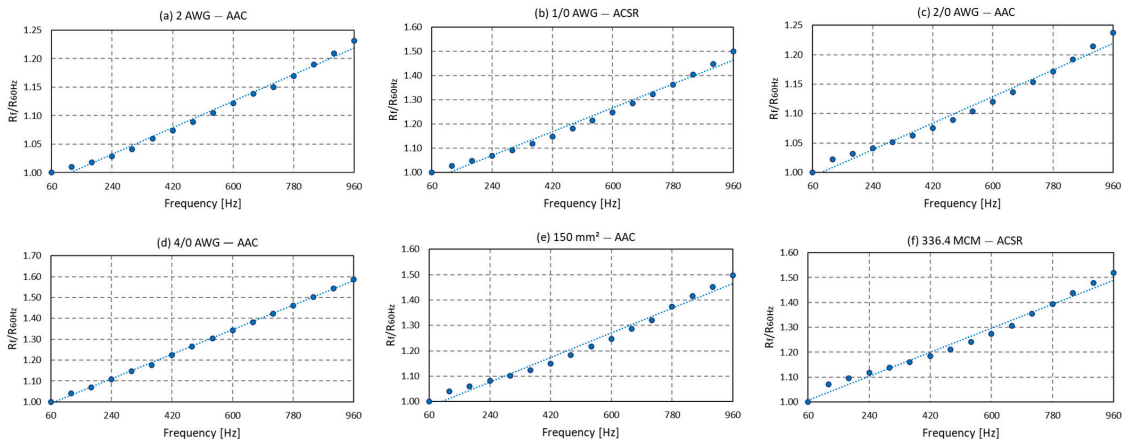 (a) 2 AWG — AAC
Rf/R60Hz
1.25
1.20
1.15
1.10
1.05
1.00
60 240 420 600 780 960
Frequency [Hz]
(b) 1/0 AWG — ACSR
Rf/R60Hz
1.60
1.50
1.40
1.30
1.20
1.10
1.00
60 240 420 600 780 960
Frequency [Hz]
(c) 2/0 AWG — AAC
Rf/R60Hz
1.25
1.20
1.15
1.10
1.05
1.00
60 240 420 600 780 960
Frequency [Hz]
(d) 4/0 AWG — AAC
Rf/R60Hz
1.70
1.60
1.50
1.40
1.30
1.20
1.10
1.00
60 240 420 600 780 960
Frequency [Hz]
(e) 150 mm² — AAC
Rf/R60Hz
1.60
1.50
1.40
1.30
1.20
1.10
1.00
60 240 420 600 780 960
Frequency [Hz]
(f) 336.4 MCM — ACSR
Rf/R60Hz
1.60
1.50
1.40
1.30
1.20
1.10
1.00
60 240 420 600 780 960
Frequency [Hz]